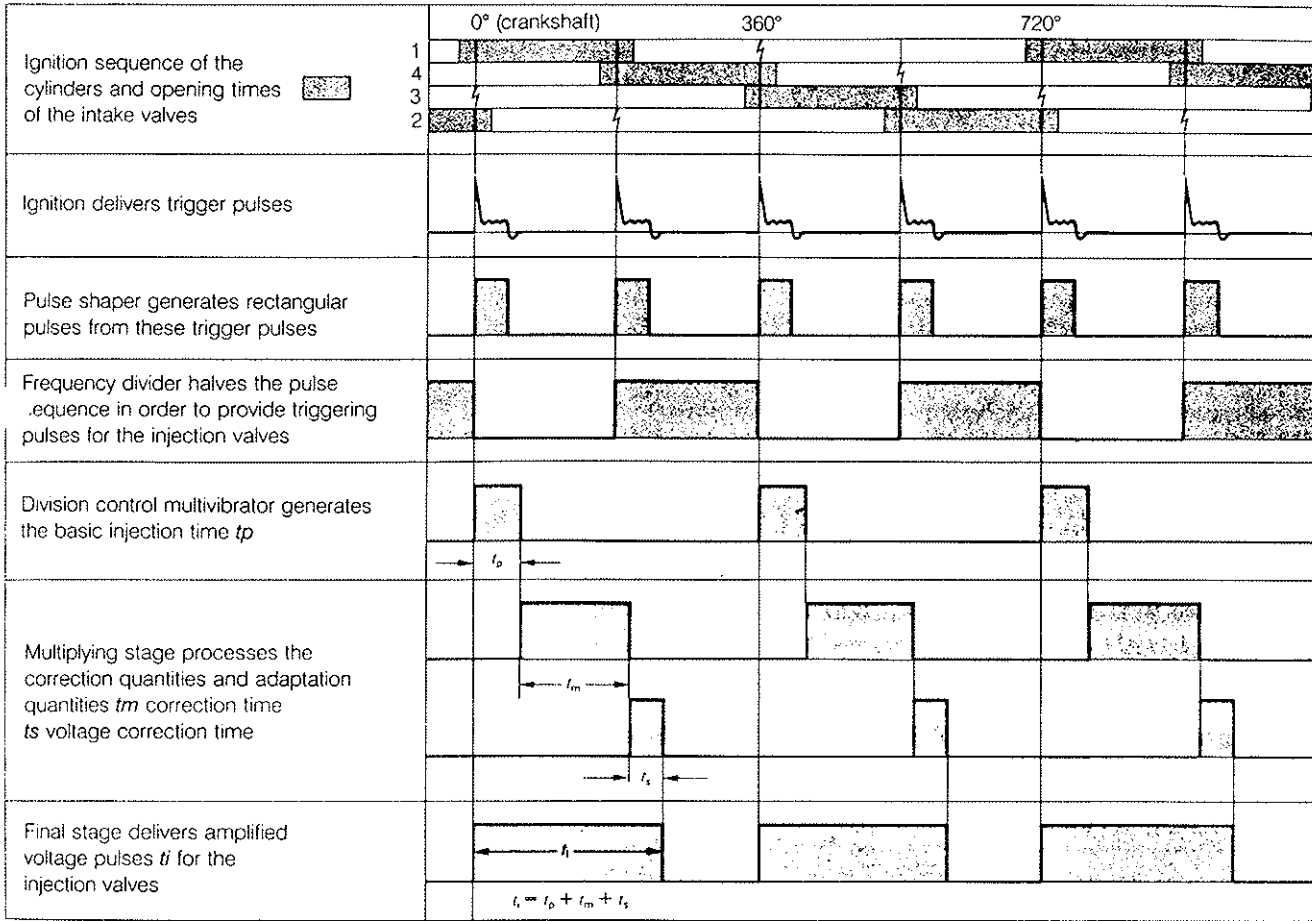 0° (crankshaft) 360° 720°
Ignition sequence of the
cylinders and opening times
of the intake valves
1
4
3
2
Ignition delivers trigger pulses
Pulse shaper generates rectangular
pulses from these trigger pulses
Frequency divider halves the pulse
.equence in order to provide triggering
pulses for the injection valves
Division control multivibrator generates
the basic injection time tp
tp
Multiplying stage processes the
correction quantities and adaptation
quantities tm correction time
ts voltage correction time
tm
ts
Final stage delivers amplified
voltage pulses ti for the
injection valves
ti
ti = tp + tm + ts